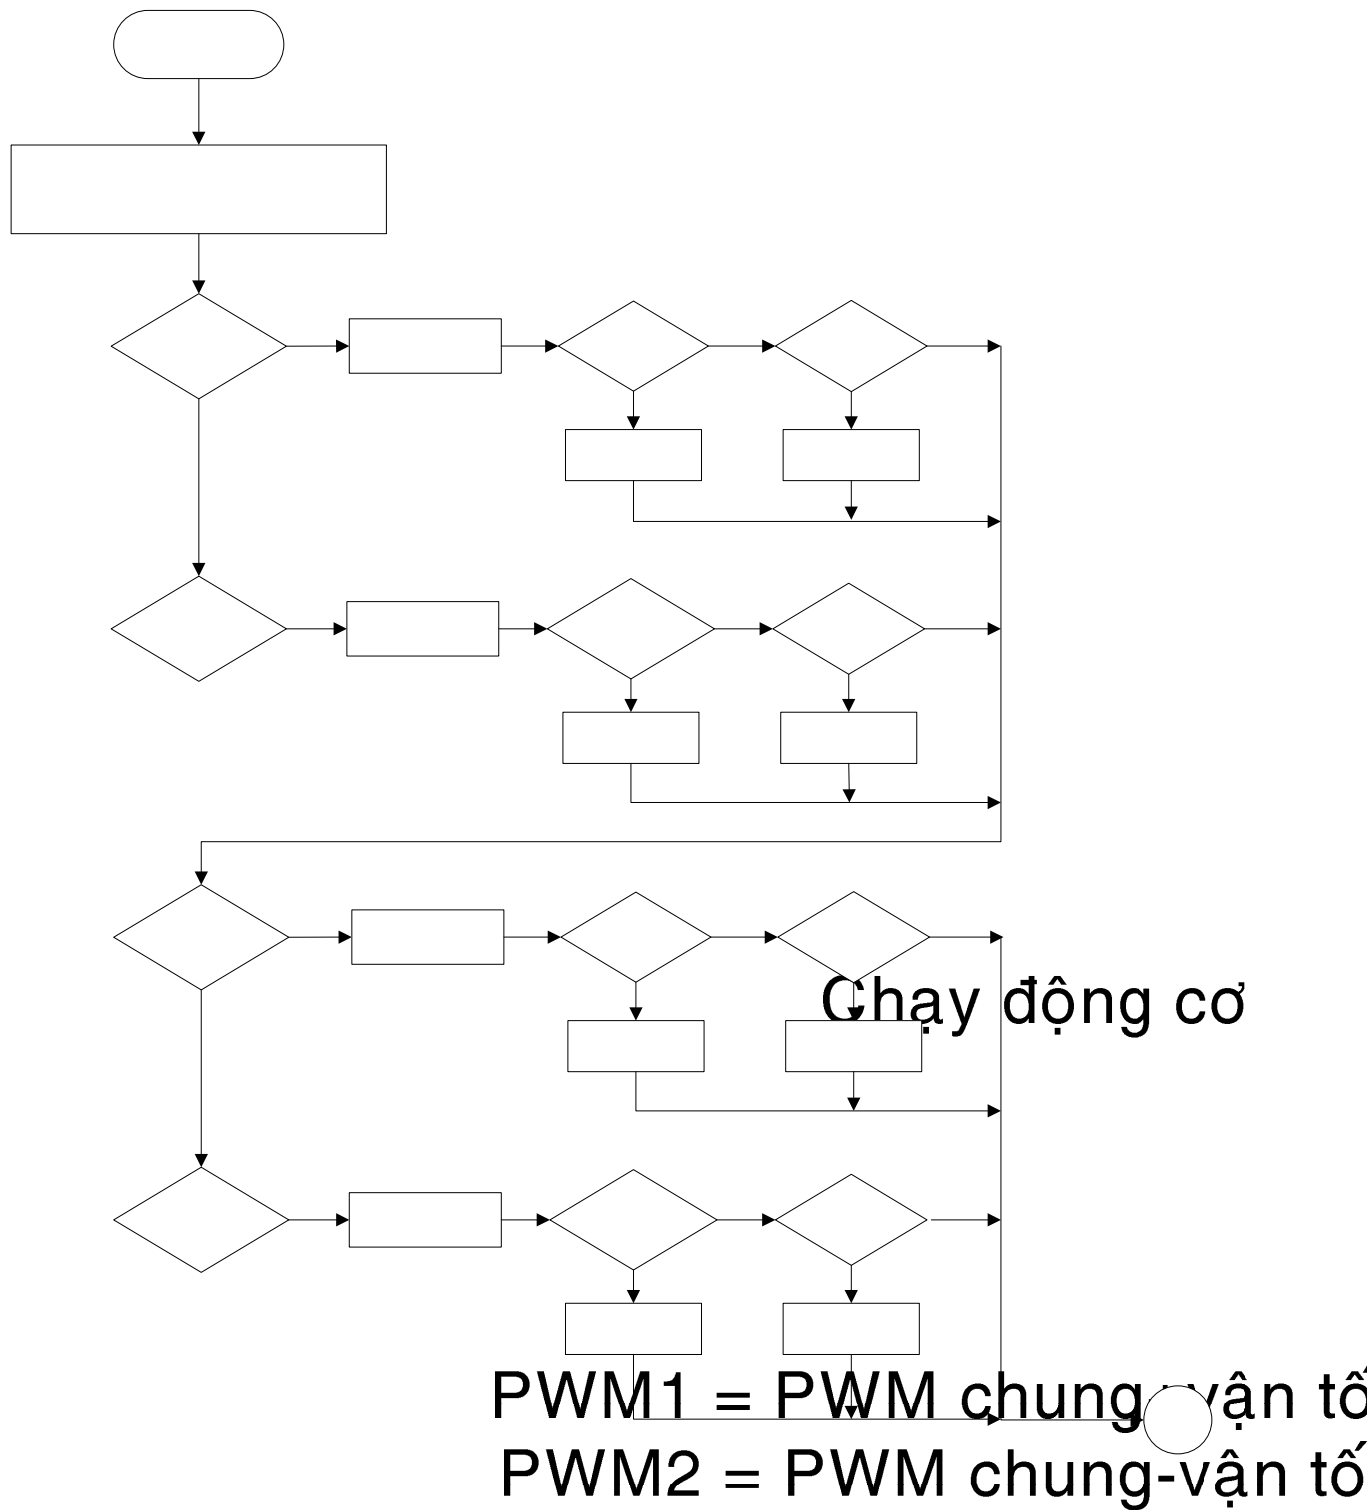 Chạy động cơ
PWM1 = PWM chung-vận tố
PWM2 = PWM chung-vận tố